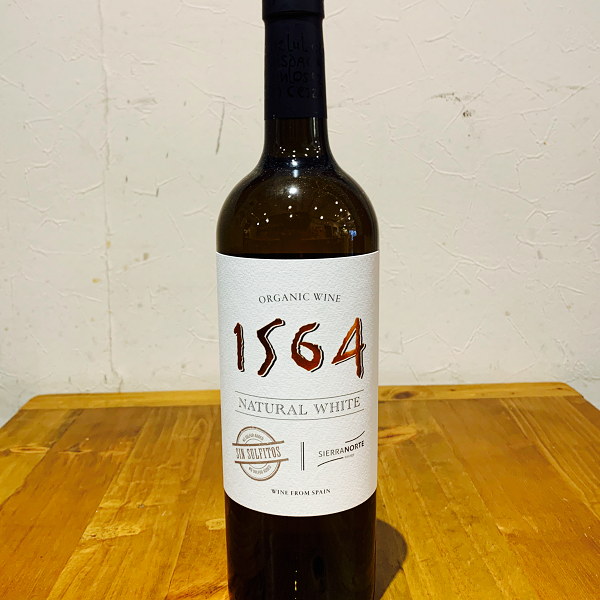 ORGANIC WINE
1564
NATURAL WHITE
SIN SULFITOS
SIERRANORTE
WINE FROM SPAIN